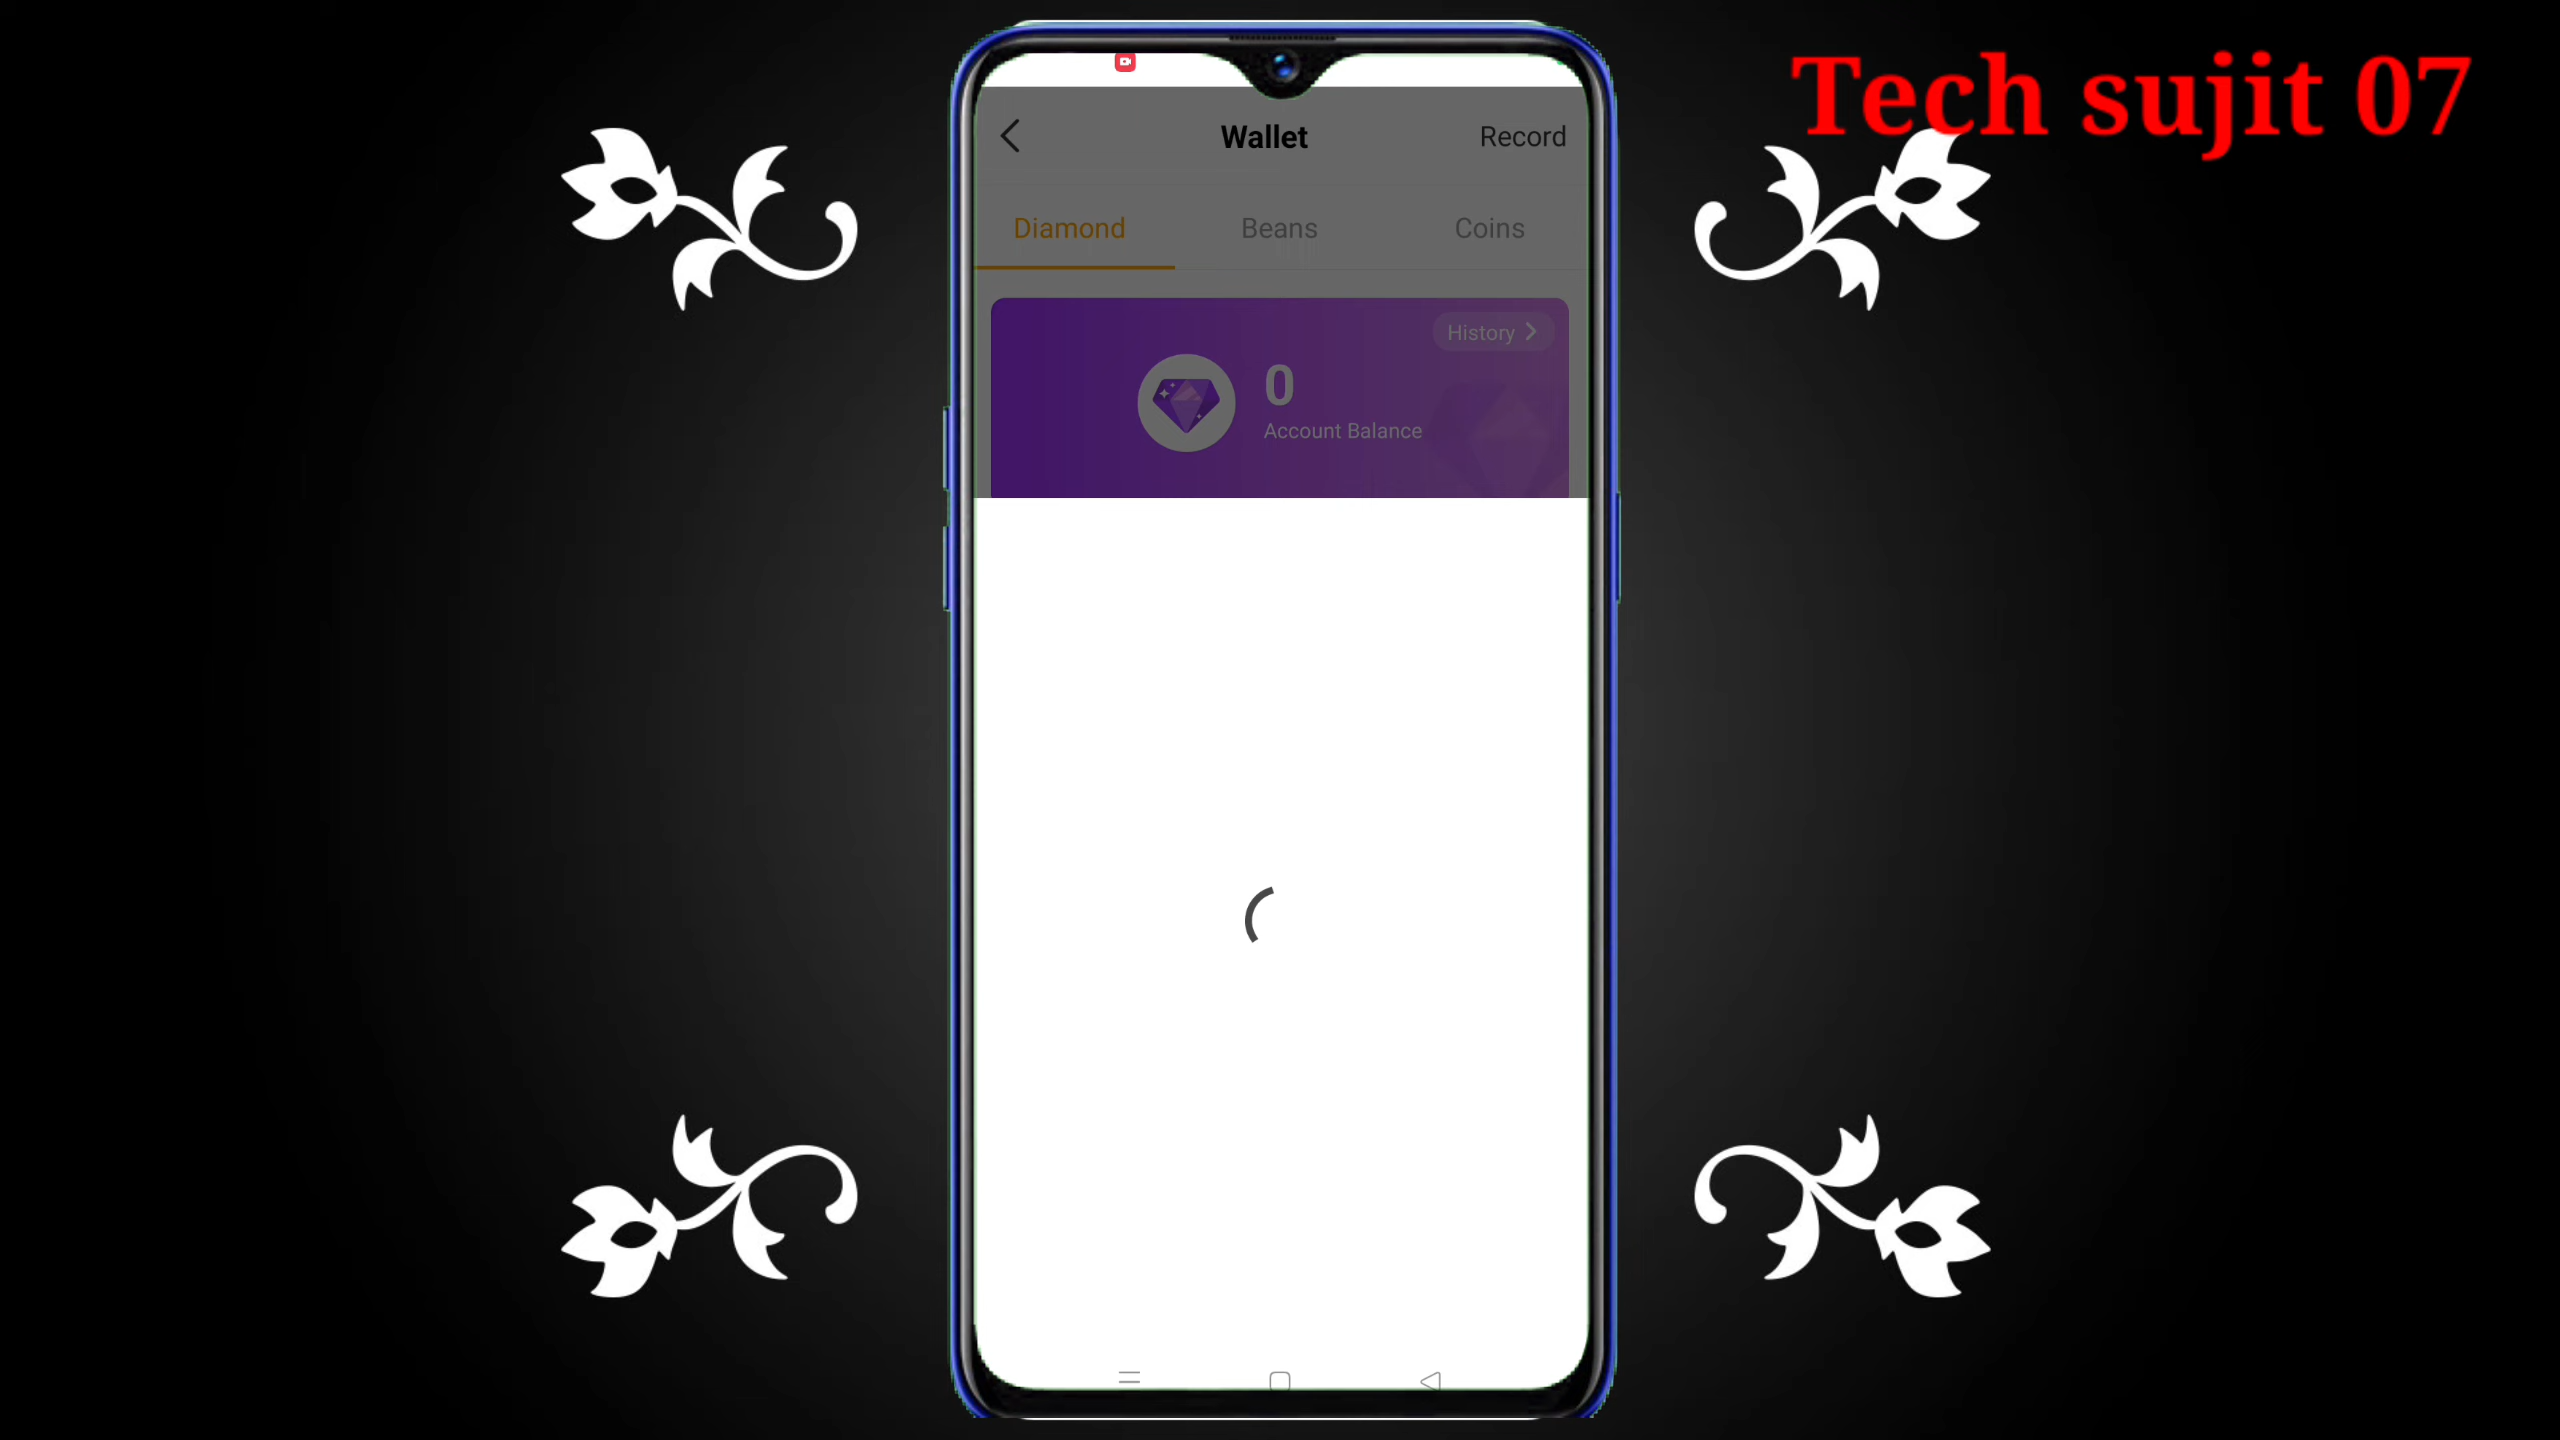 Tech sujit 07
Wallet
Record
Diamond
Beans
Coins
History
0
Account Balance